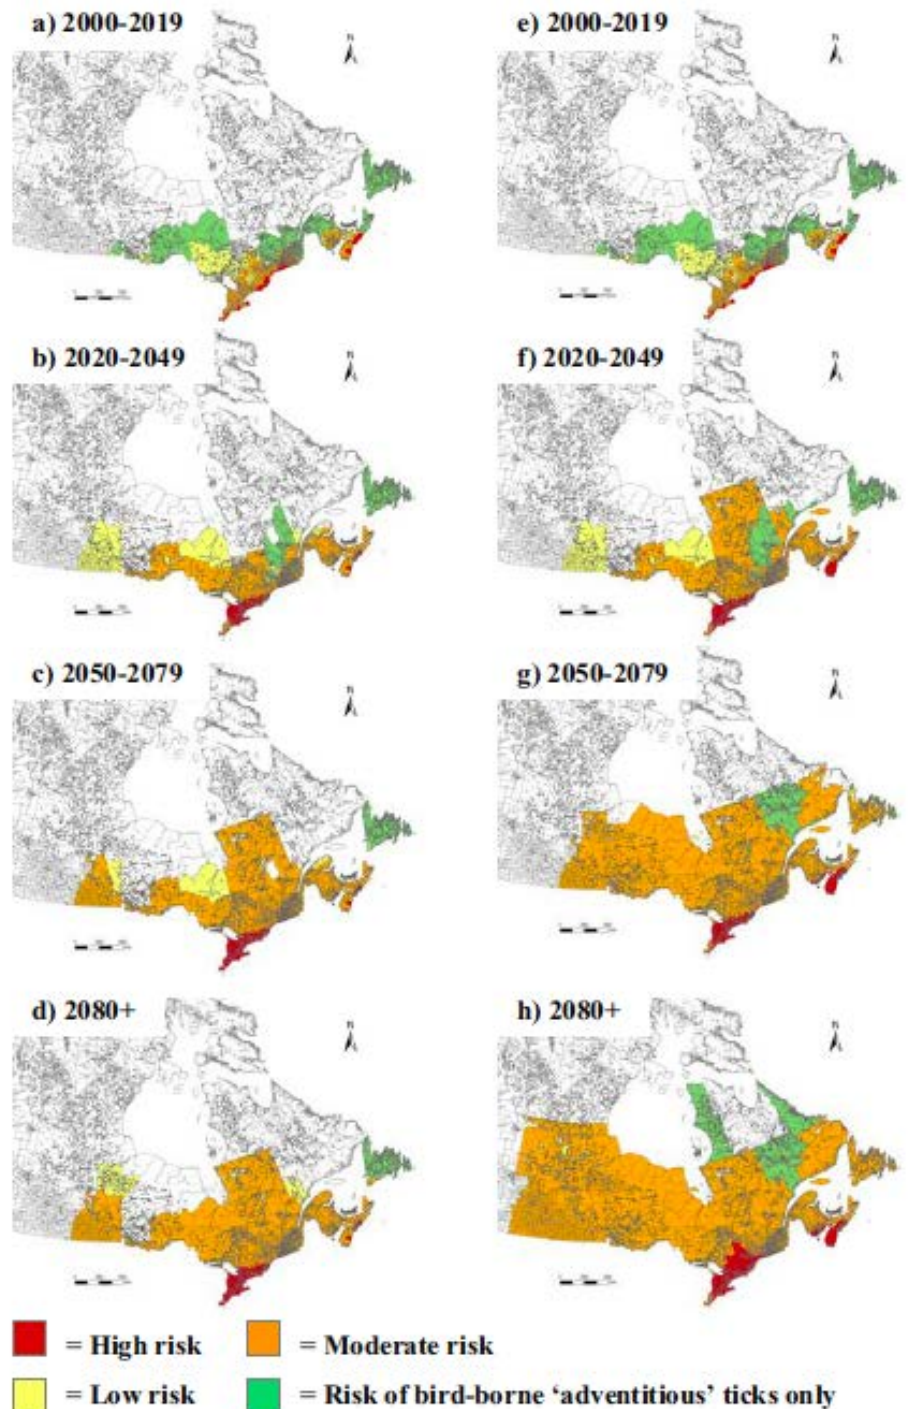 a) 2000-2019
e) 2000-2019
N
N
b) 2020-2049
f) 2020-2049
N
N
c) 2050-2079
g) 2050-2079
N
N
d) 2080+
h) 2080+
N
N
= High risk
= Moderate risk
= Low risk
= Risk of bird-borne ‘adventitious’ ticks only